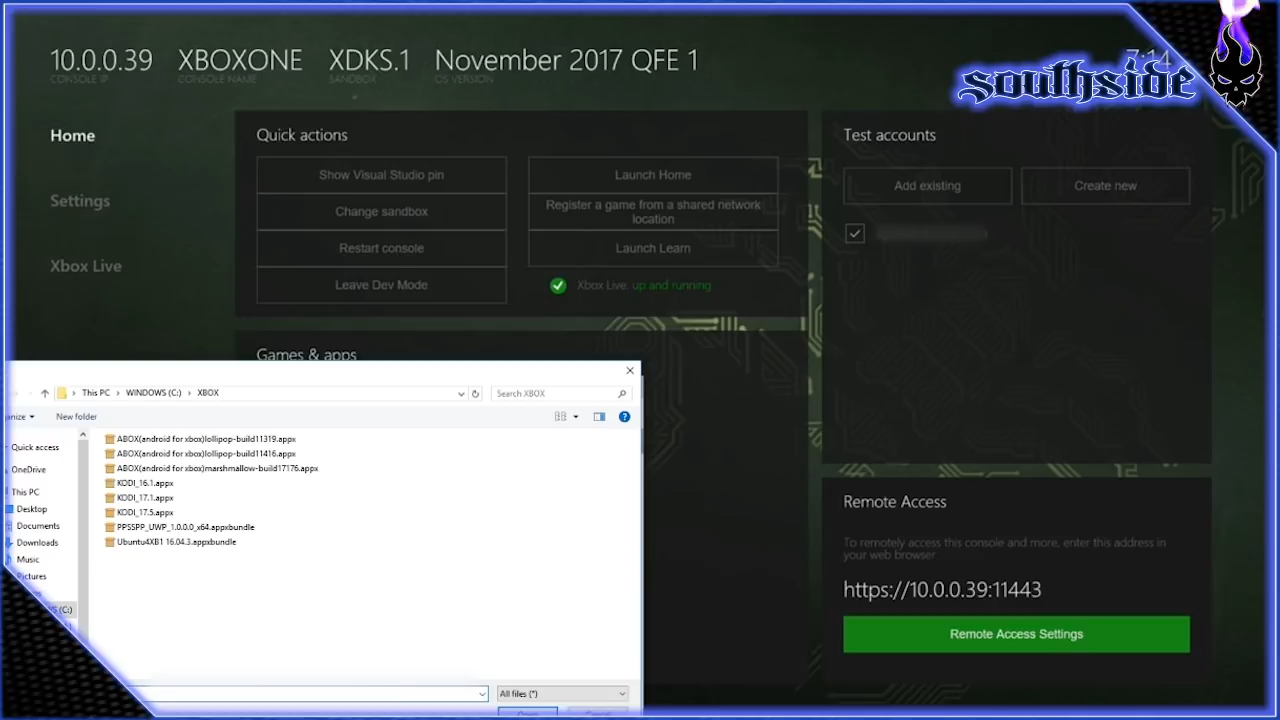 10.0.0.39 XBOXONE XDKS.1 November 2017 QFE 1 7:14
CONSOLE IP CONSOLE NAME SANDBOX OS VERSION
southside
Home
Settings
Xbox Live
Quick actions
Show Visual Studio pin
Change sandbox
Restart console
Leave Dev Mode
Launch Home
Register a game from a shared network
location
Launch Learn
Xbox Live: up and running
Test accounts
Add existing
Create new
Games & apps
This PC > WINDOWS (C:) > XBOX
Search XBOX
anize
New folder
Quick access
OneDrive
This PC
Desktop
Documents
Downloads
Music
Pictures
WS (C:)
ABOX(android for xbox)lollipop-build11319.appx
ABOX(android for xbox)lollipop-build11416.appx
ABOX(android for xbox)marshmallow-build17176.appx
KODI_16.1.appx
KODI_17.1.appx
KODI_17.5.appx
PPSSPP_UWP_1.0.0.0_x64.appxbundle
Ubuntu4XB1 16.04.3.appxbundle
All files (*)
Remote Access
To remotely access this console and more, enter this address in
your web browser
https://10.0.0.39:11443
Remote Access Settings